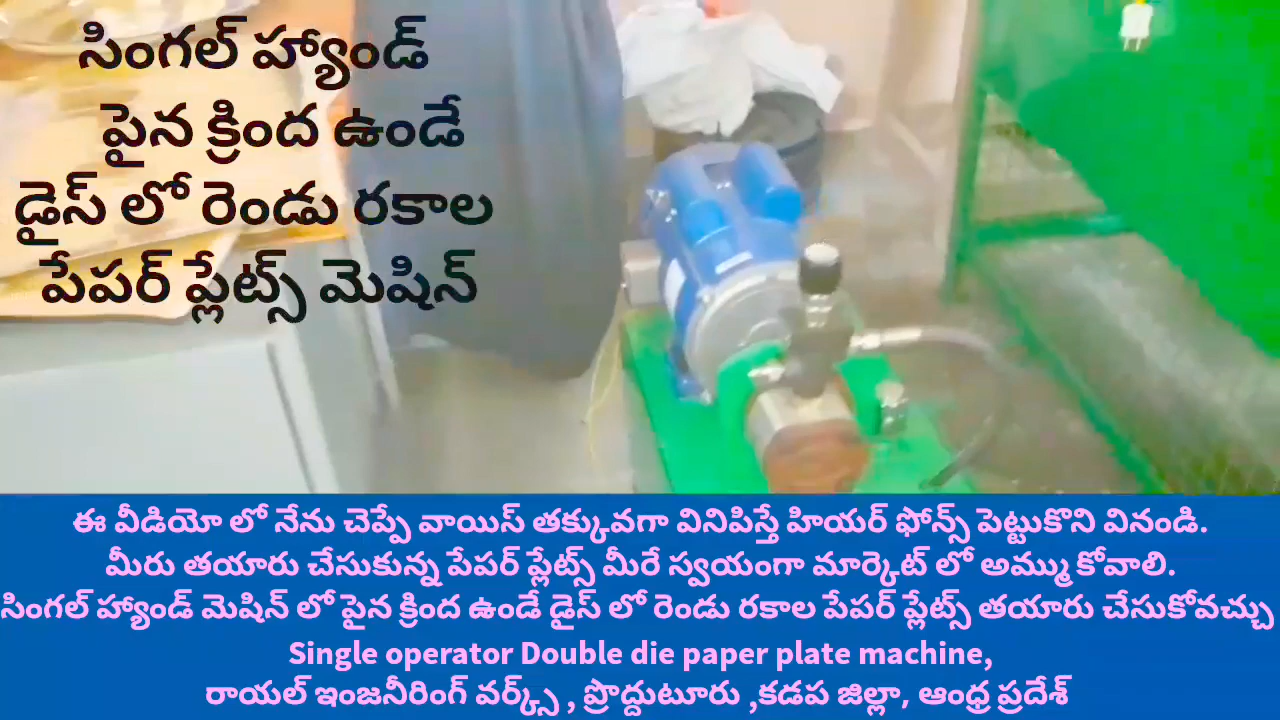 సింగల్ హ్యాండ్
పైన క్రింద ఉండే
డైస్ లో రెండు రకాల
పేపర్ ప్లేట్స్ మెషిన్
ఈ వీడియో లో నేను చెప్పే వాయిస్ తక్కువగా వినిపిస్తే హియర్ ఫోన్స్ పెట్టుకొని వినండి.
మీరు తయారు చేసుకున్న పేపర్ ప్లేట్స్ మీరే స్వయంగా మార్కెట్ లో అమ్ము కోవాలి.
సింగల్ హ్యాండ్ మెషిన్ లో పైన క్రింద ఉండే డైస్ లో రెండు రకాల పేపర్ ప్లేట్స్ తయారు చేసుకోవచ్చు
Single operator Double die paper plate machine,
రాయల్ ఇంజనీరింగ్ వర్క్స్ , ప్రొద్దుటూరు ,కడప జిల్లా, ఆంధ్ర ప్రదేశ్